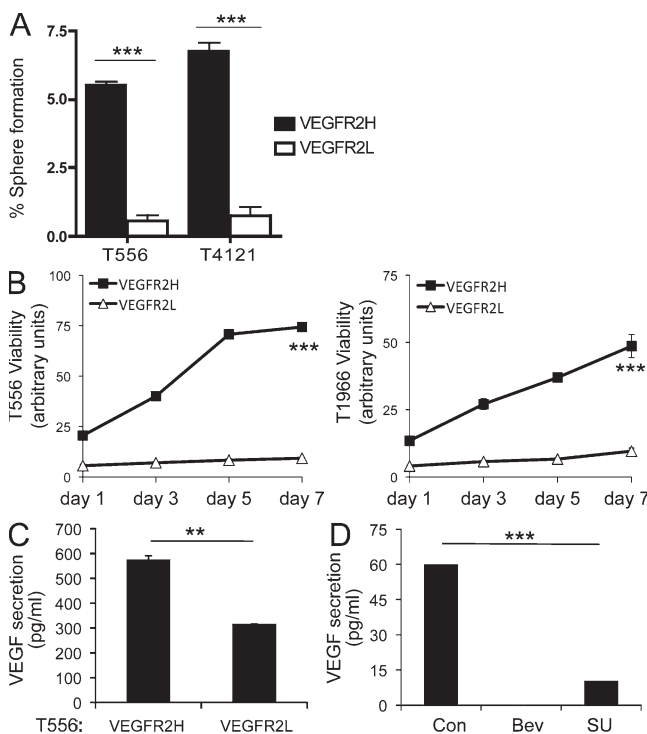 A
% Sphere formation
7.5
5.0
2.5
0.0
***
***
T556
T4121
VEGFR2H
VEGFR2L
B
T556 Viability
(arbitrary units)
100
75
50
25
0
VEGFR2H
VEGFR2L
***
day 1
day 3
day 5
day 7
T1966 Viability
(arbitrary units)
75
50
25
0
VEGFR2H
VEGFR2L
***
day 1
day 3
day 5
day 7
C
VEGF secretion
(pg/ml)
700
600
500
400
300
200
100
0
**
T556: VEGFR2H VEGFR2L
D
VEGF secretion
(pg/ml)
75
60
45
30
15
0
***
Con
Bev
SU